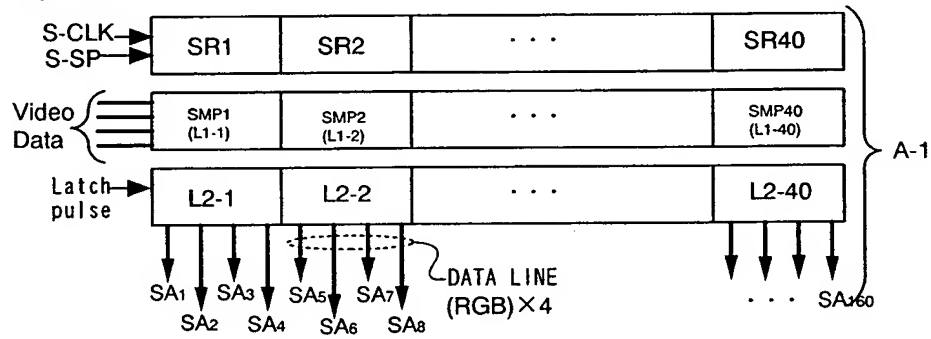 S-CLK
S-SP
SR1 SR2 ... SR40
Video
Data
SMP1
(L1-1)
SMP2
(L1-2)
...
SMP40
(L1-40)
A-1
Latch
pulse
L2-1 L2-2 ... L2-40
DATA LINE
(RGB)×4
SA1 SA3 SA5 SA7 ... SA160
SA2 SA4 SA6 SA8